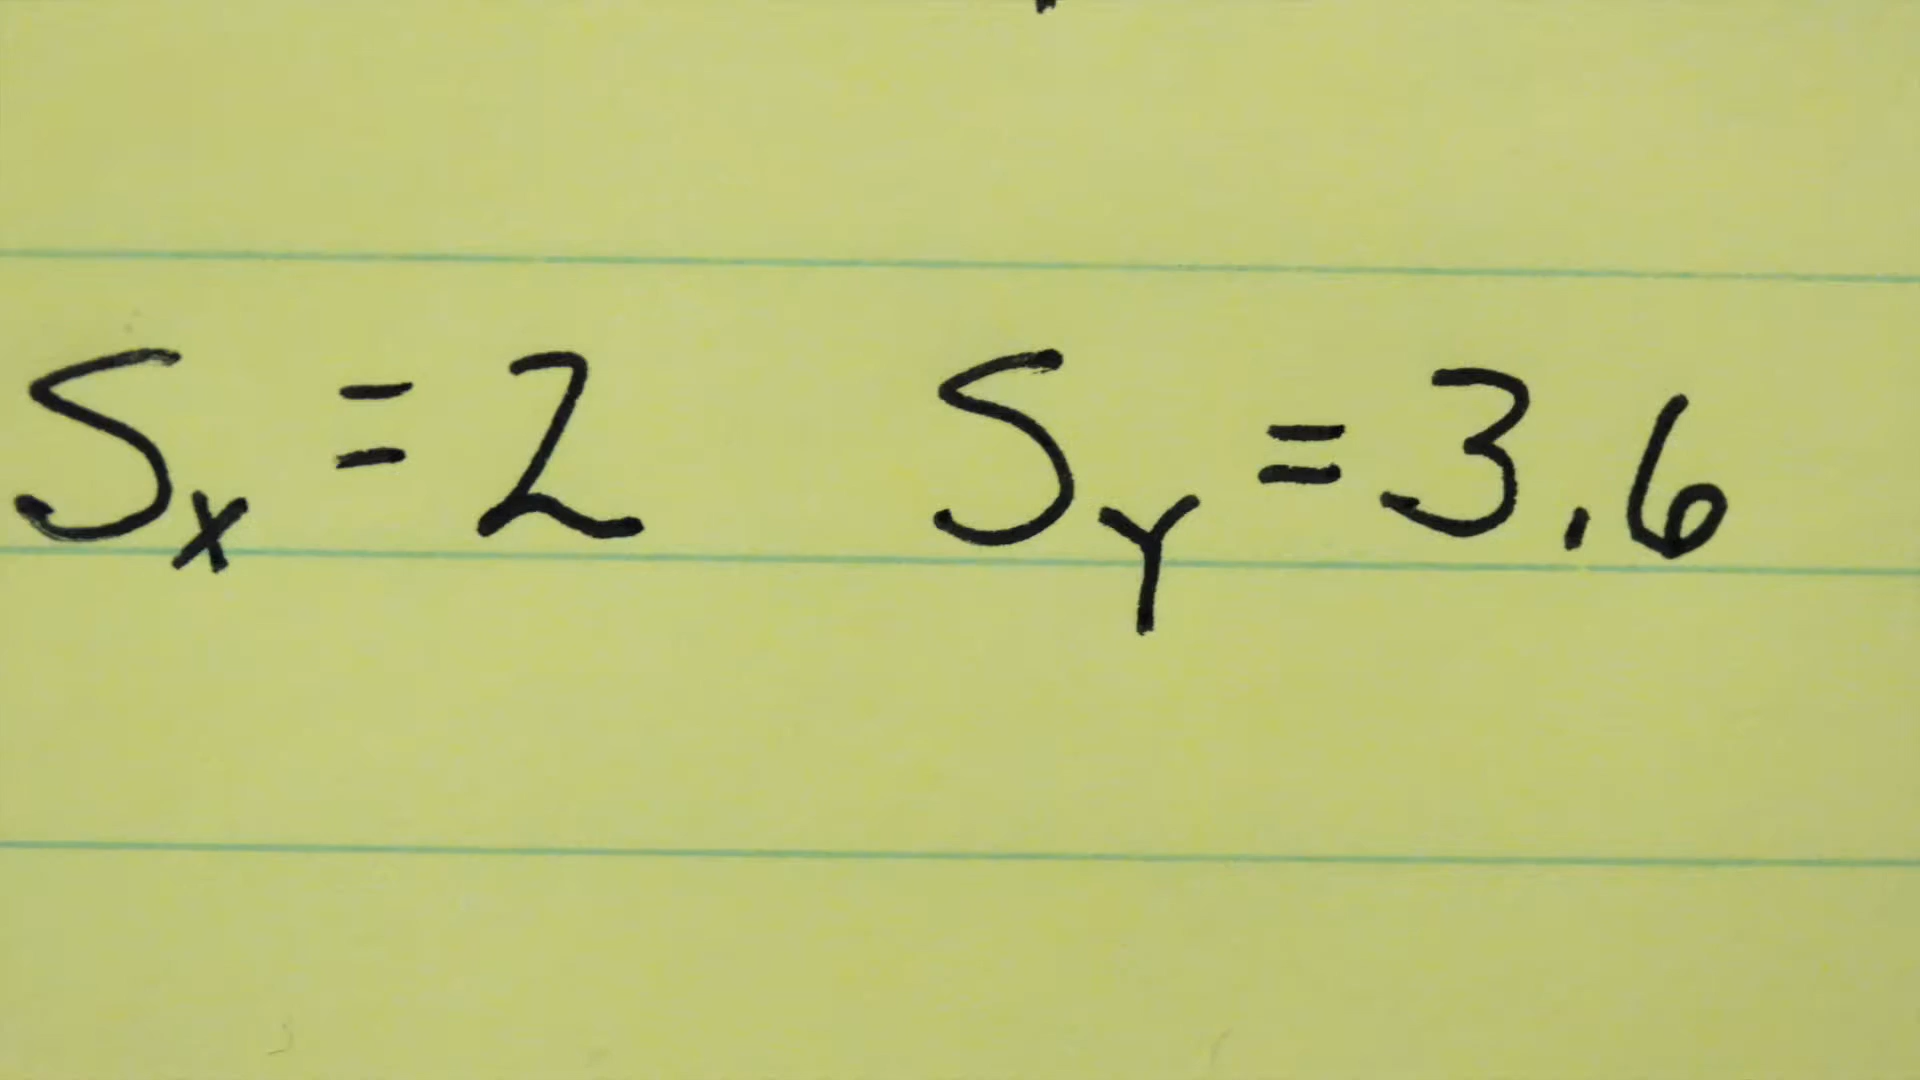 Sx = 2 Sy = 3.6